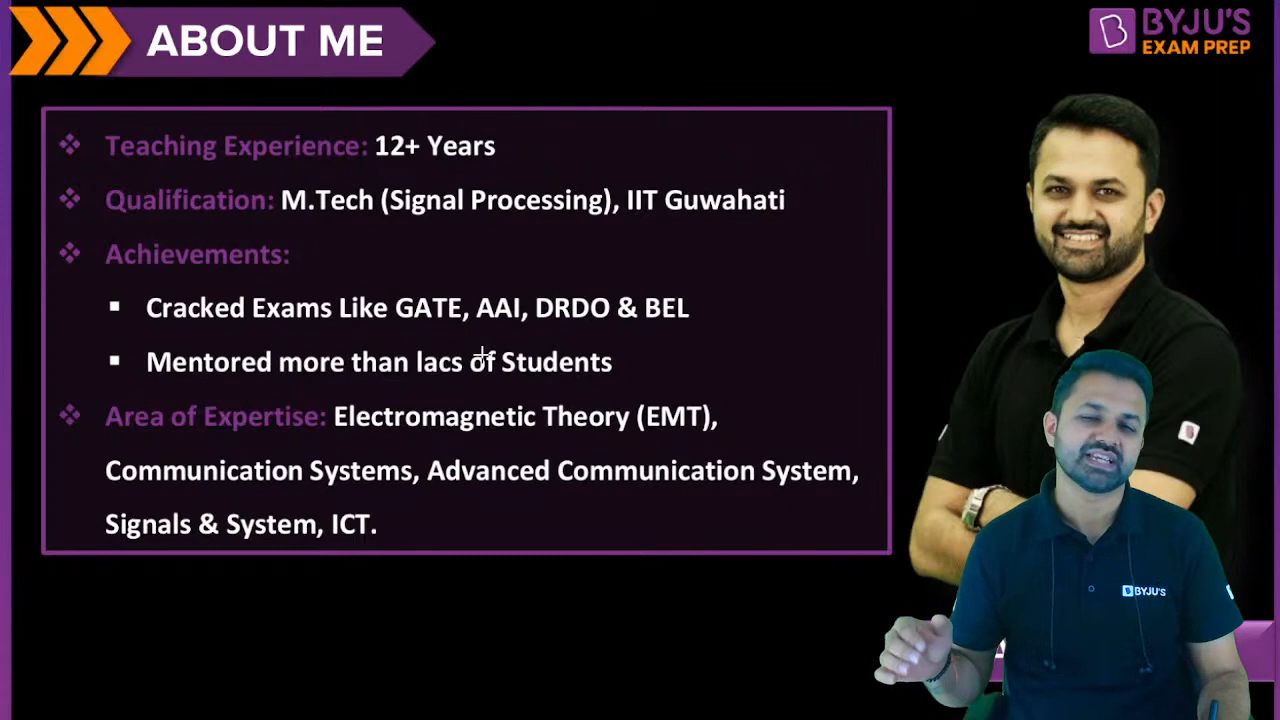 ABOUT ME
BYJU'S
EXAM PREP
Teaching Experience: 12+ Years
Qualification: M.Tech (Signal Processing), IIT Guwahati
Achievements:
Cracked Exams Like GATE, AAI, DRDO & BEL
Mentored more than lacs of Students
Area of Expertise: Electromagnetic Theory (EMT),
Communication Systems, Advanced Communication System,
Signals & System, ICT.
BYJU'S